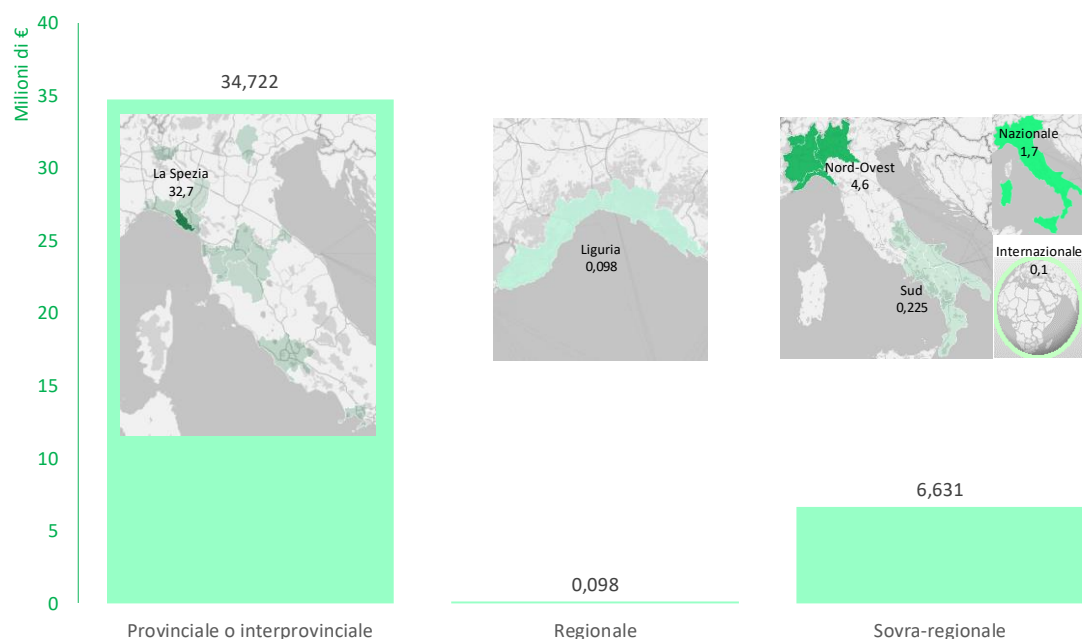 Milioni di €
40
35
30
25
20
15
10
5
0
34,722
La Spezia
32,7
Liguria
0,098
Nord-Ovest
4,6
Sud
0,225
Nazionale
1,7
Internazionale
0,1
0,098
6,631
Provinciale o interprovinciale
Regionale
Sovra-regionale